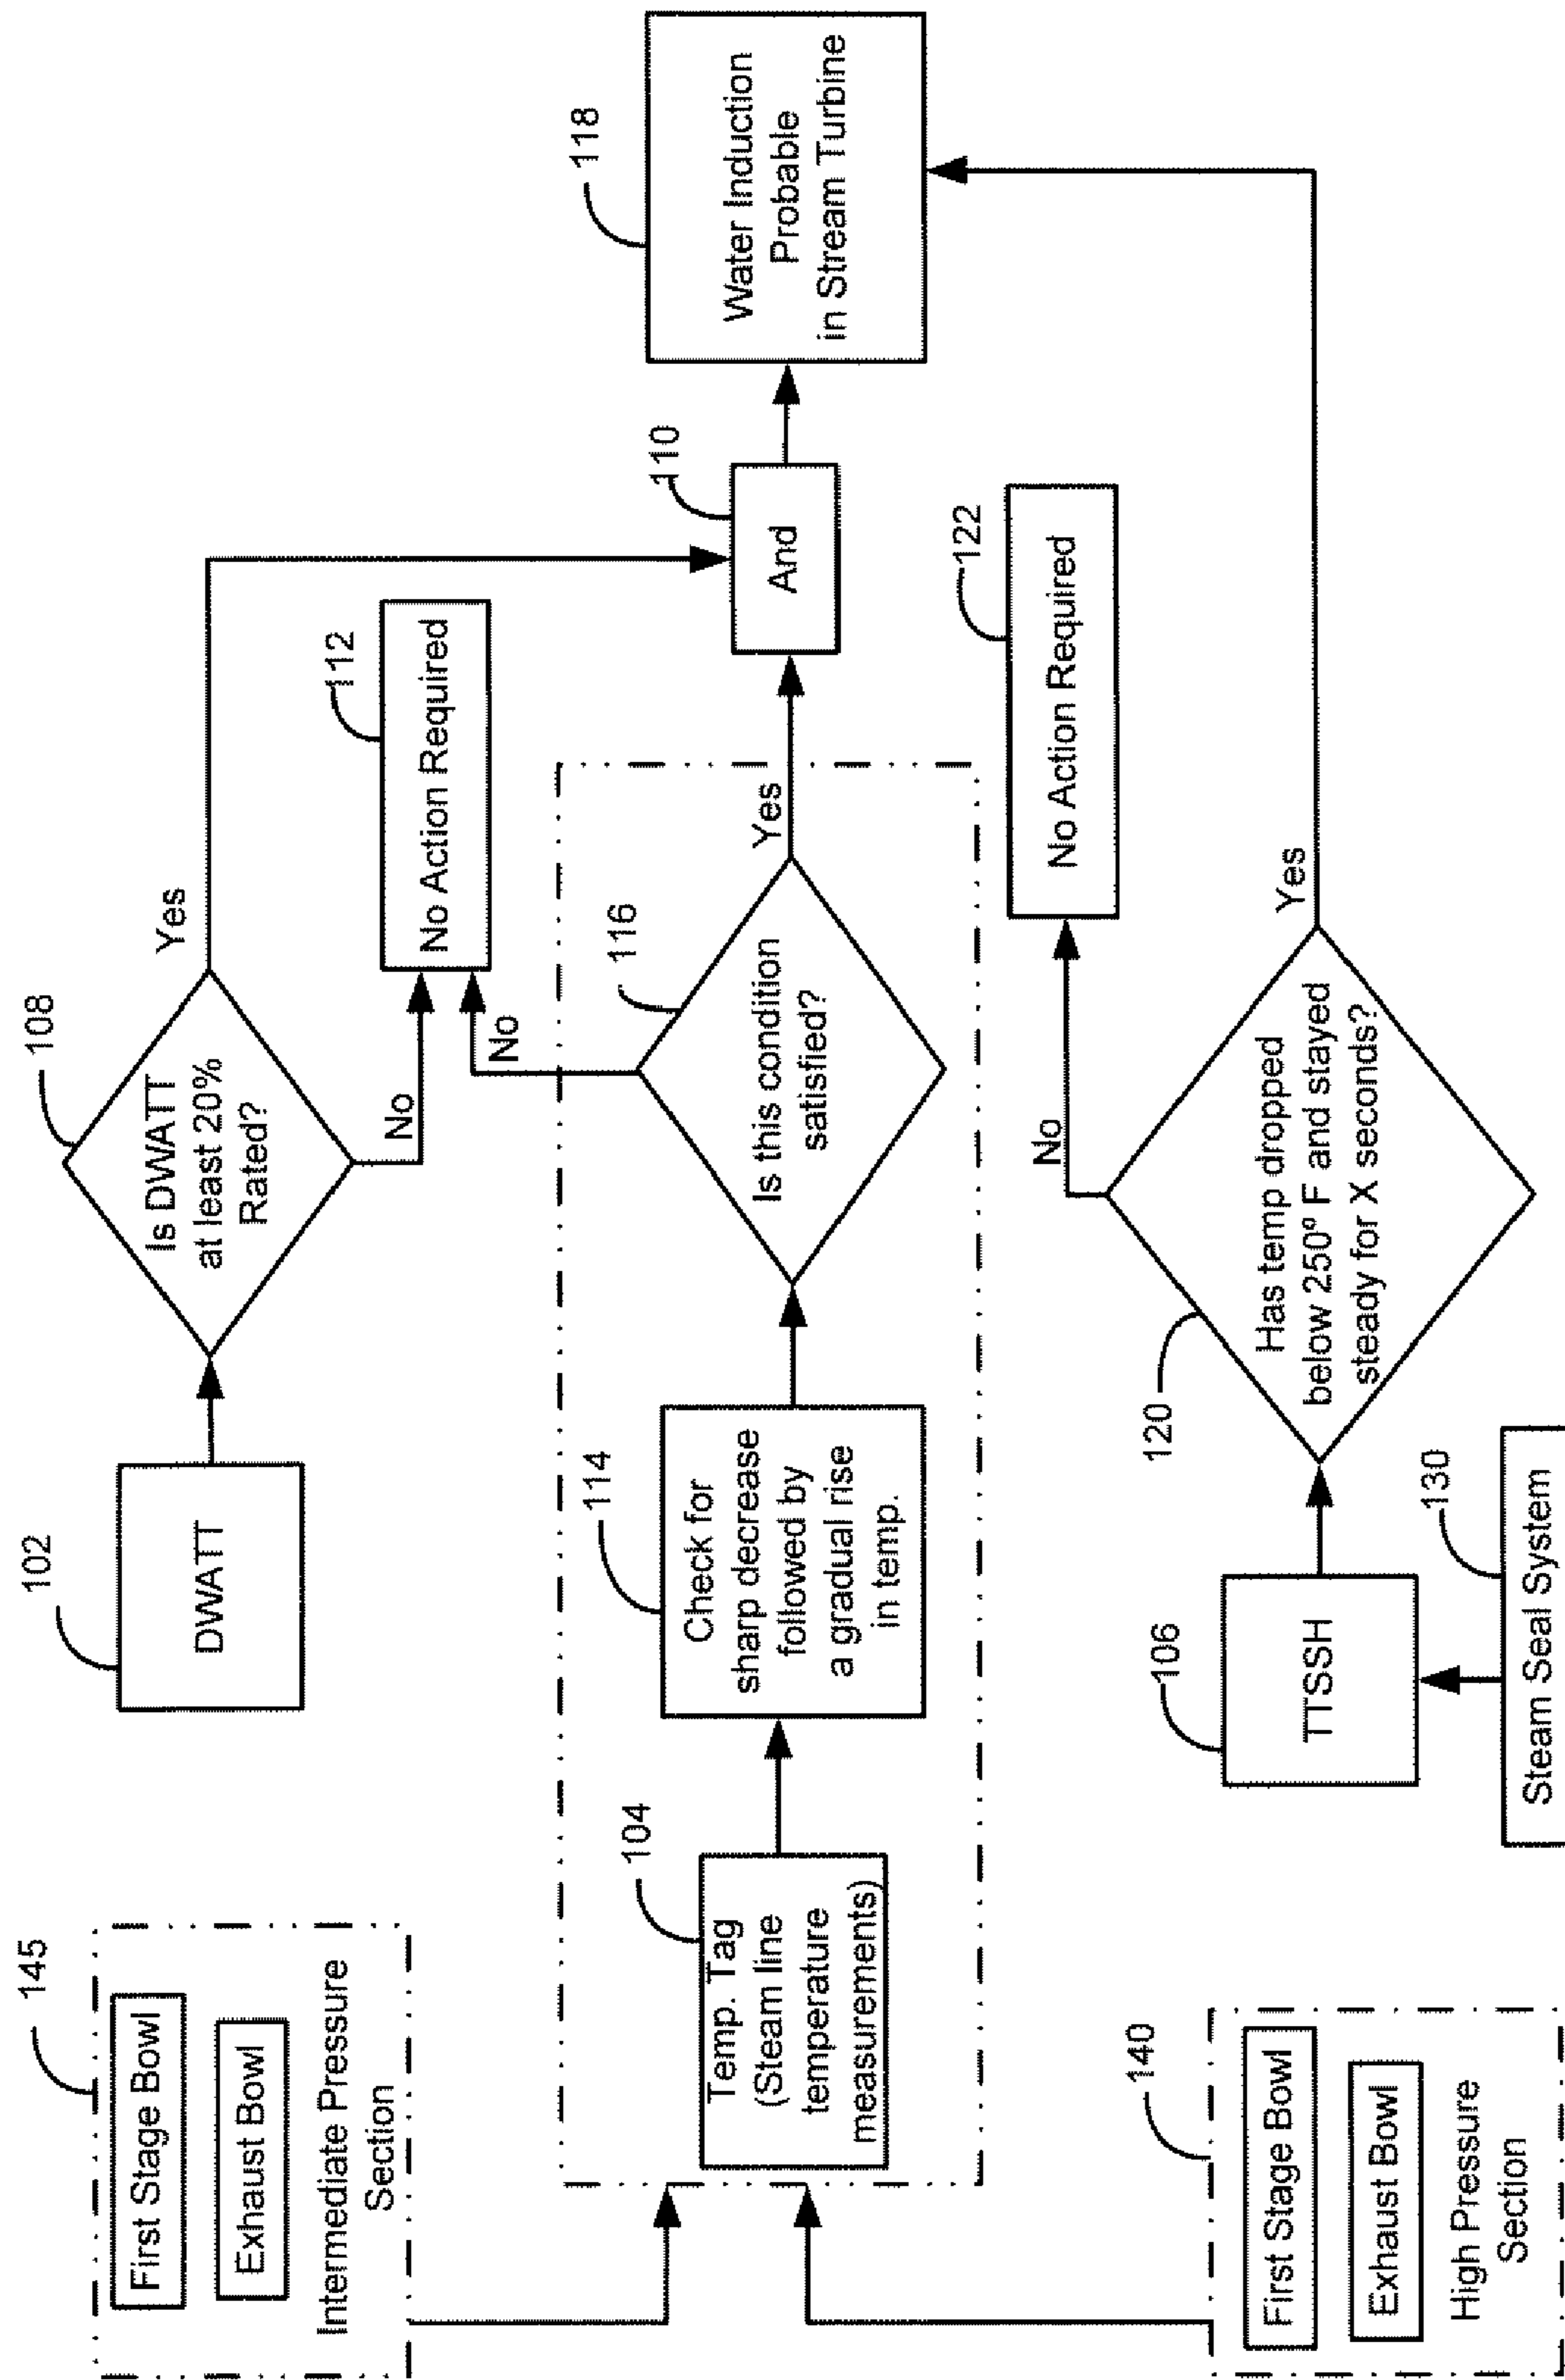 145
First Stage Bowl
Exhaust Bowl
Intermediate Pressure
Section
102
DWATT
108
Is DWATT
at least 20%
Rated?
Yes
No
112
No Action Required
104
Temp. Tag
(Steam line
temperature
measurements)
114
Check for
sharp decrease
followed by
a gradual rise
in temp.
116
Is this condition
satisfied?
No
Yes
110
And
118
Water Induction
Probable
in Stream Turbine
140
First Stage Bowl
Exhaust Bowl
High Pressure
Section
106
TTSSH
130
Steam Seal System
120
Has temp dropped
below 250º F and stayed
steady for X seconds?
No
Yes
122
No Action Required